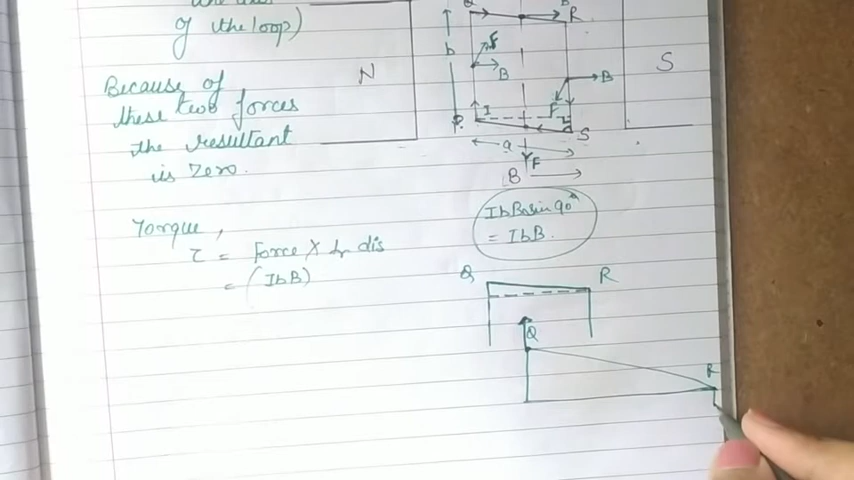 of the loop)
Because of
these two forces
the resultant
is zero.
Torque,
τ = Force X ⊥r dis
= (IbB)
N
S
Q
R
b
F
B
B
F
P
I
S
a
F
B
IbBsin90°
= IbB.
Q
R
Q
R